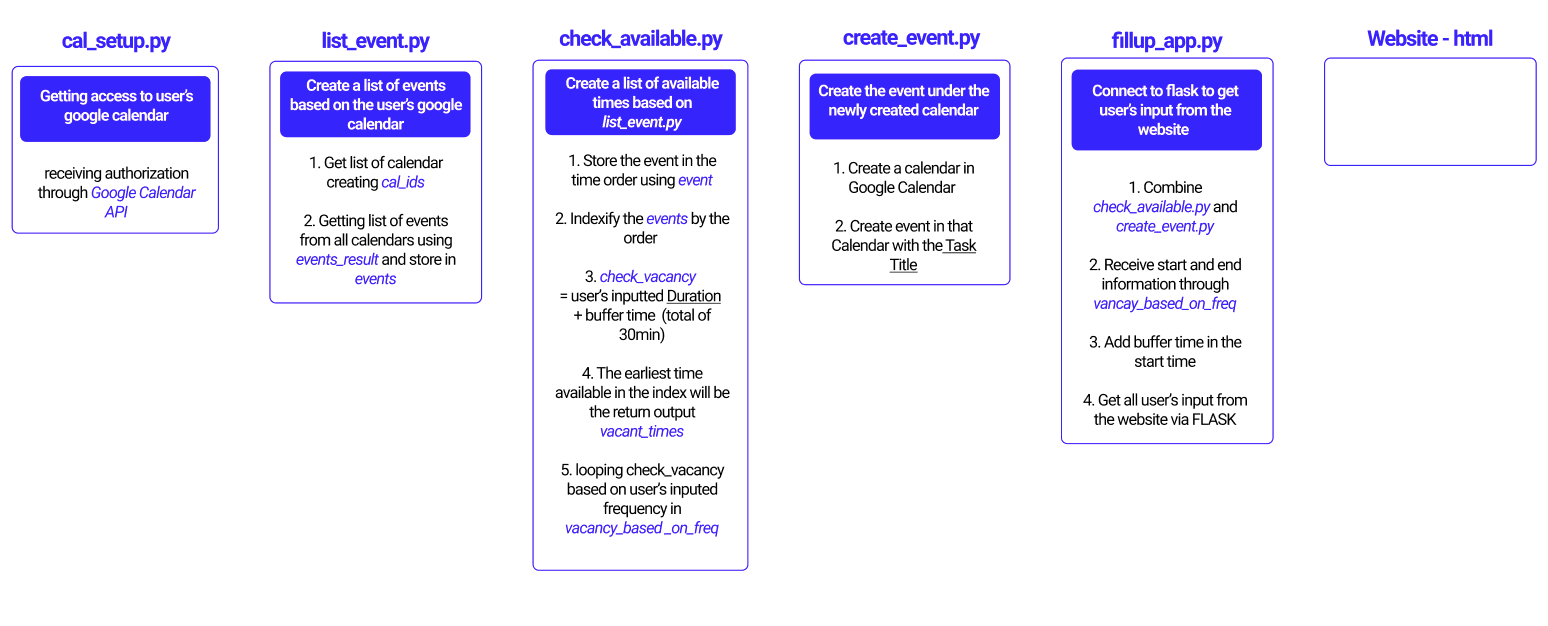 cal_setup.py
Getting access to user's
google calendar
receiving authorization
through Google Calendar
API
list_event.py
Create a list of events
based on the user's google
calendar
1. Get list of calendar
creating cal_ids
2. Getting list of events
from all calendars using
events_result and store in
events
check_available.py
Create a list of available
times based on
list_event.py
1. Store the event in the
time order using event
2. Indexify the events by the
order
3. check_vacancy
= user's inputted Duration
+ buffer time (total of
30min)
4. The earliest time
available in the index will be
the return output
vacant_times
5. looping check_vacancy
based on user's inputed
frequency in
vacancy_based _on_freq
create_event.py
Create the event under the
newly created calendar
1. Create a calendar in
Google Calendar
2. Create event in that
Calendar with the Task
Title
fillup_app.py
Connect to flask to get
user's input from the
website
1. Combine
check_available.py and
create_event.py
2. Receive start and end
information through
vancay_based_on_freq
3. Add buffer time in the
start time
4. Get all user's input from
the website via FLASK
Website - html